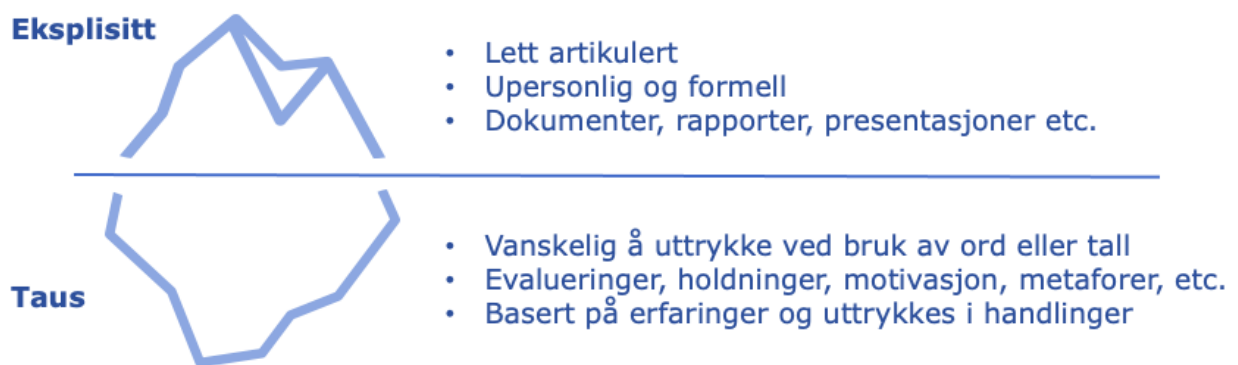 Eksplisitt
• Lett artikulert
• Upersonlig og formell
• Dokumenter, rapporter, presentasjoner etc.
Taus
• Vanskelig å uttrykke ved bruk av ord eller tall
• Evalueringer, holdninger, motivasjon, metaforer, etc.
• Basert på erfaringer og uttrykkes i handlinger